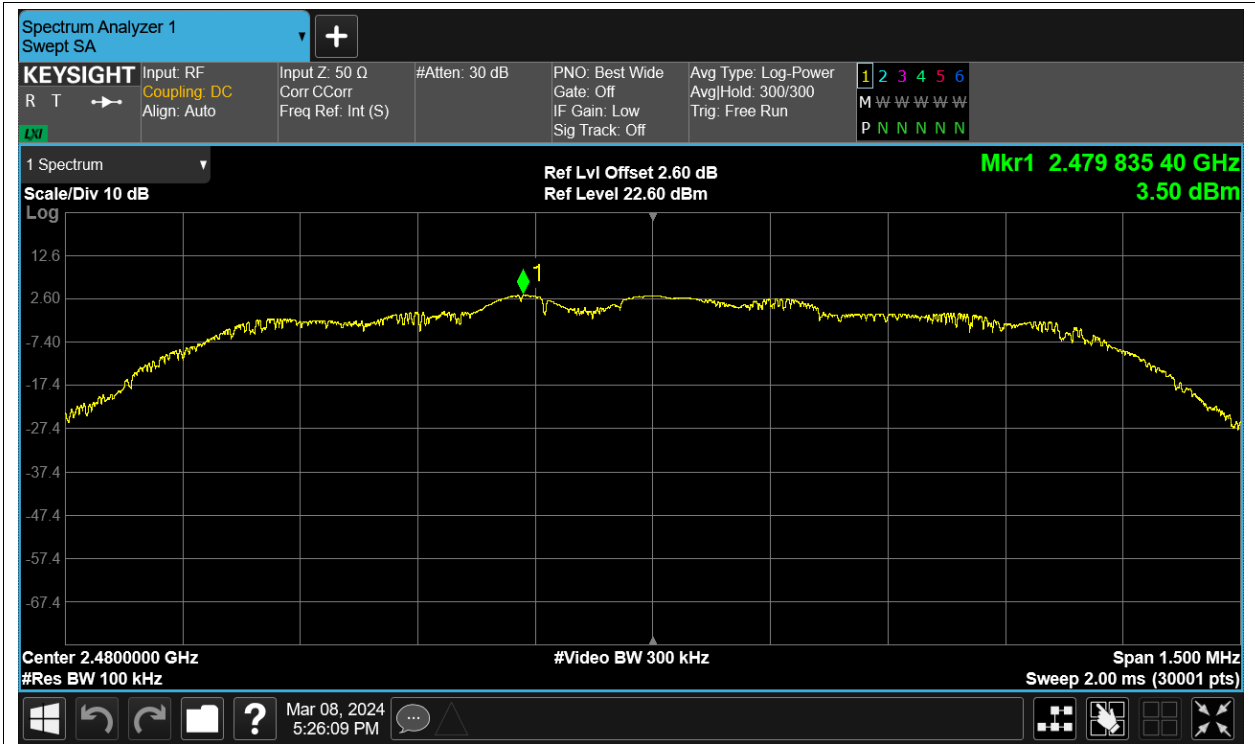 Spectrum Analyzer 1
Swept SA
+
KEYSIGHT
R T
LXI
Input: RF
Coupling: DC
Align: Auto
Input Z: 50 Ω
Corr CCorr
Freq Ref: Int (S)
#Atten: 30 dB
PNO: Best Wide
Gate: Off
IF Gain: Low
Sig Track: Off
Avg Type: Log-Power
Avg|Hold: 300/300
Trig: Free Run
1 2 3 4 5 6
M W W W W W
P N N N N N
1 Spectrum
Scale/Div 10 dB
Ref Lvl Offset 2.60 dB
Ref Level 22.60 dBm
Mkr1 2.479 835 40 GHz
3.50 dBm
Log
12.6
2.60
-7.40
-17.4
-27.4
-37.4
-47.4
-57.4
-67.4
1
Center 2.4800000 GHz
#Res BW 100 kHz
#Video BW 300 kHz
Span 1.500 MHz
Sweep 2.00 ms (30001 pts)
?
Mar 08, 2024
5:26:09 PM